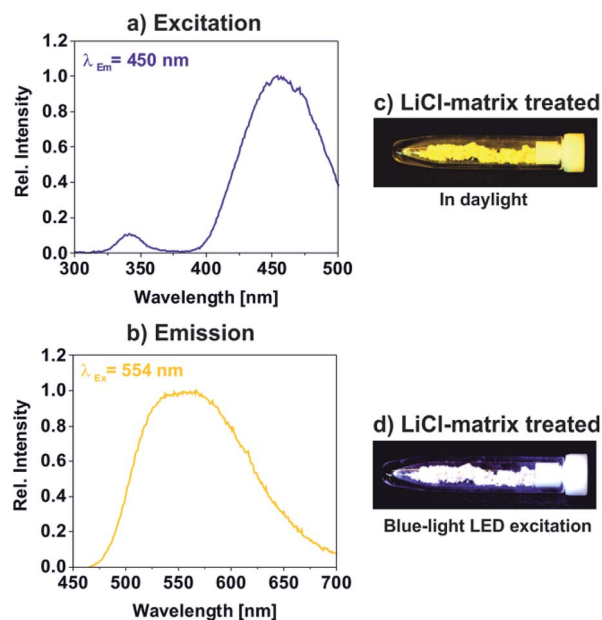 a) Excitation
λ Em= 450 nm
Rel. Intensity
1.2
1.0
0.8
0.6
0.4
0.2
0.0
300 350 400 450 500
Wavelength [nm]
c) LiCl-matrix treated
In daylight
b) Emission
λ Ex= 554 nm
Rel. Intensity
1.2
1.0
0.8
0.6
0.4
0.2
0.0
450 500 550 600 650 700
Wavelength [nm]
d) LiCl-matrix treated
Blue-light LED excitation